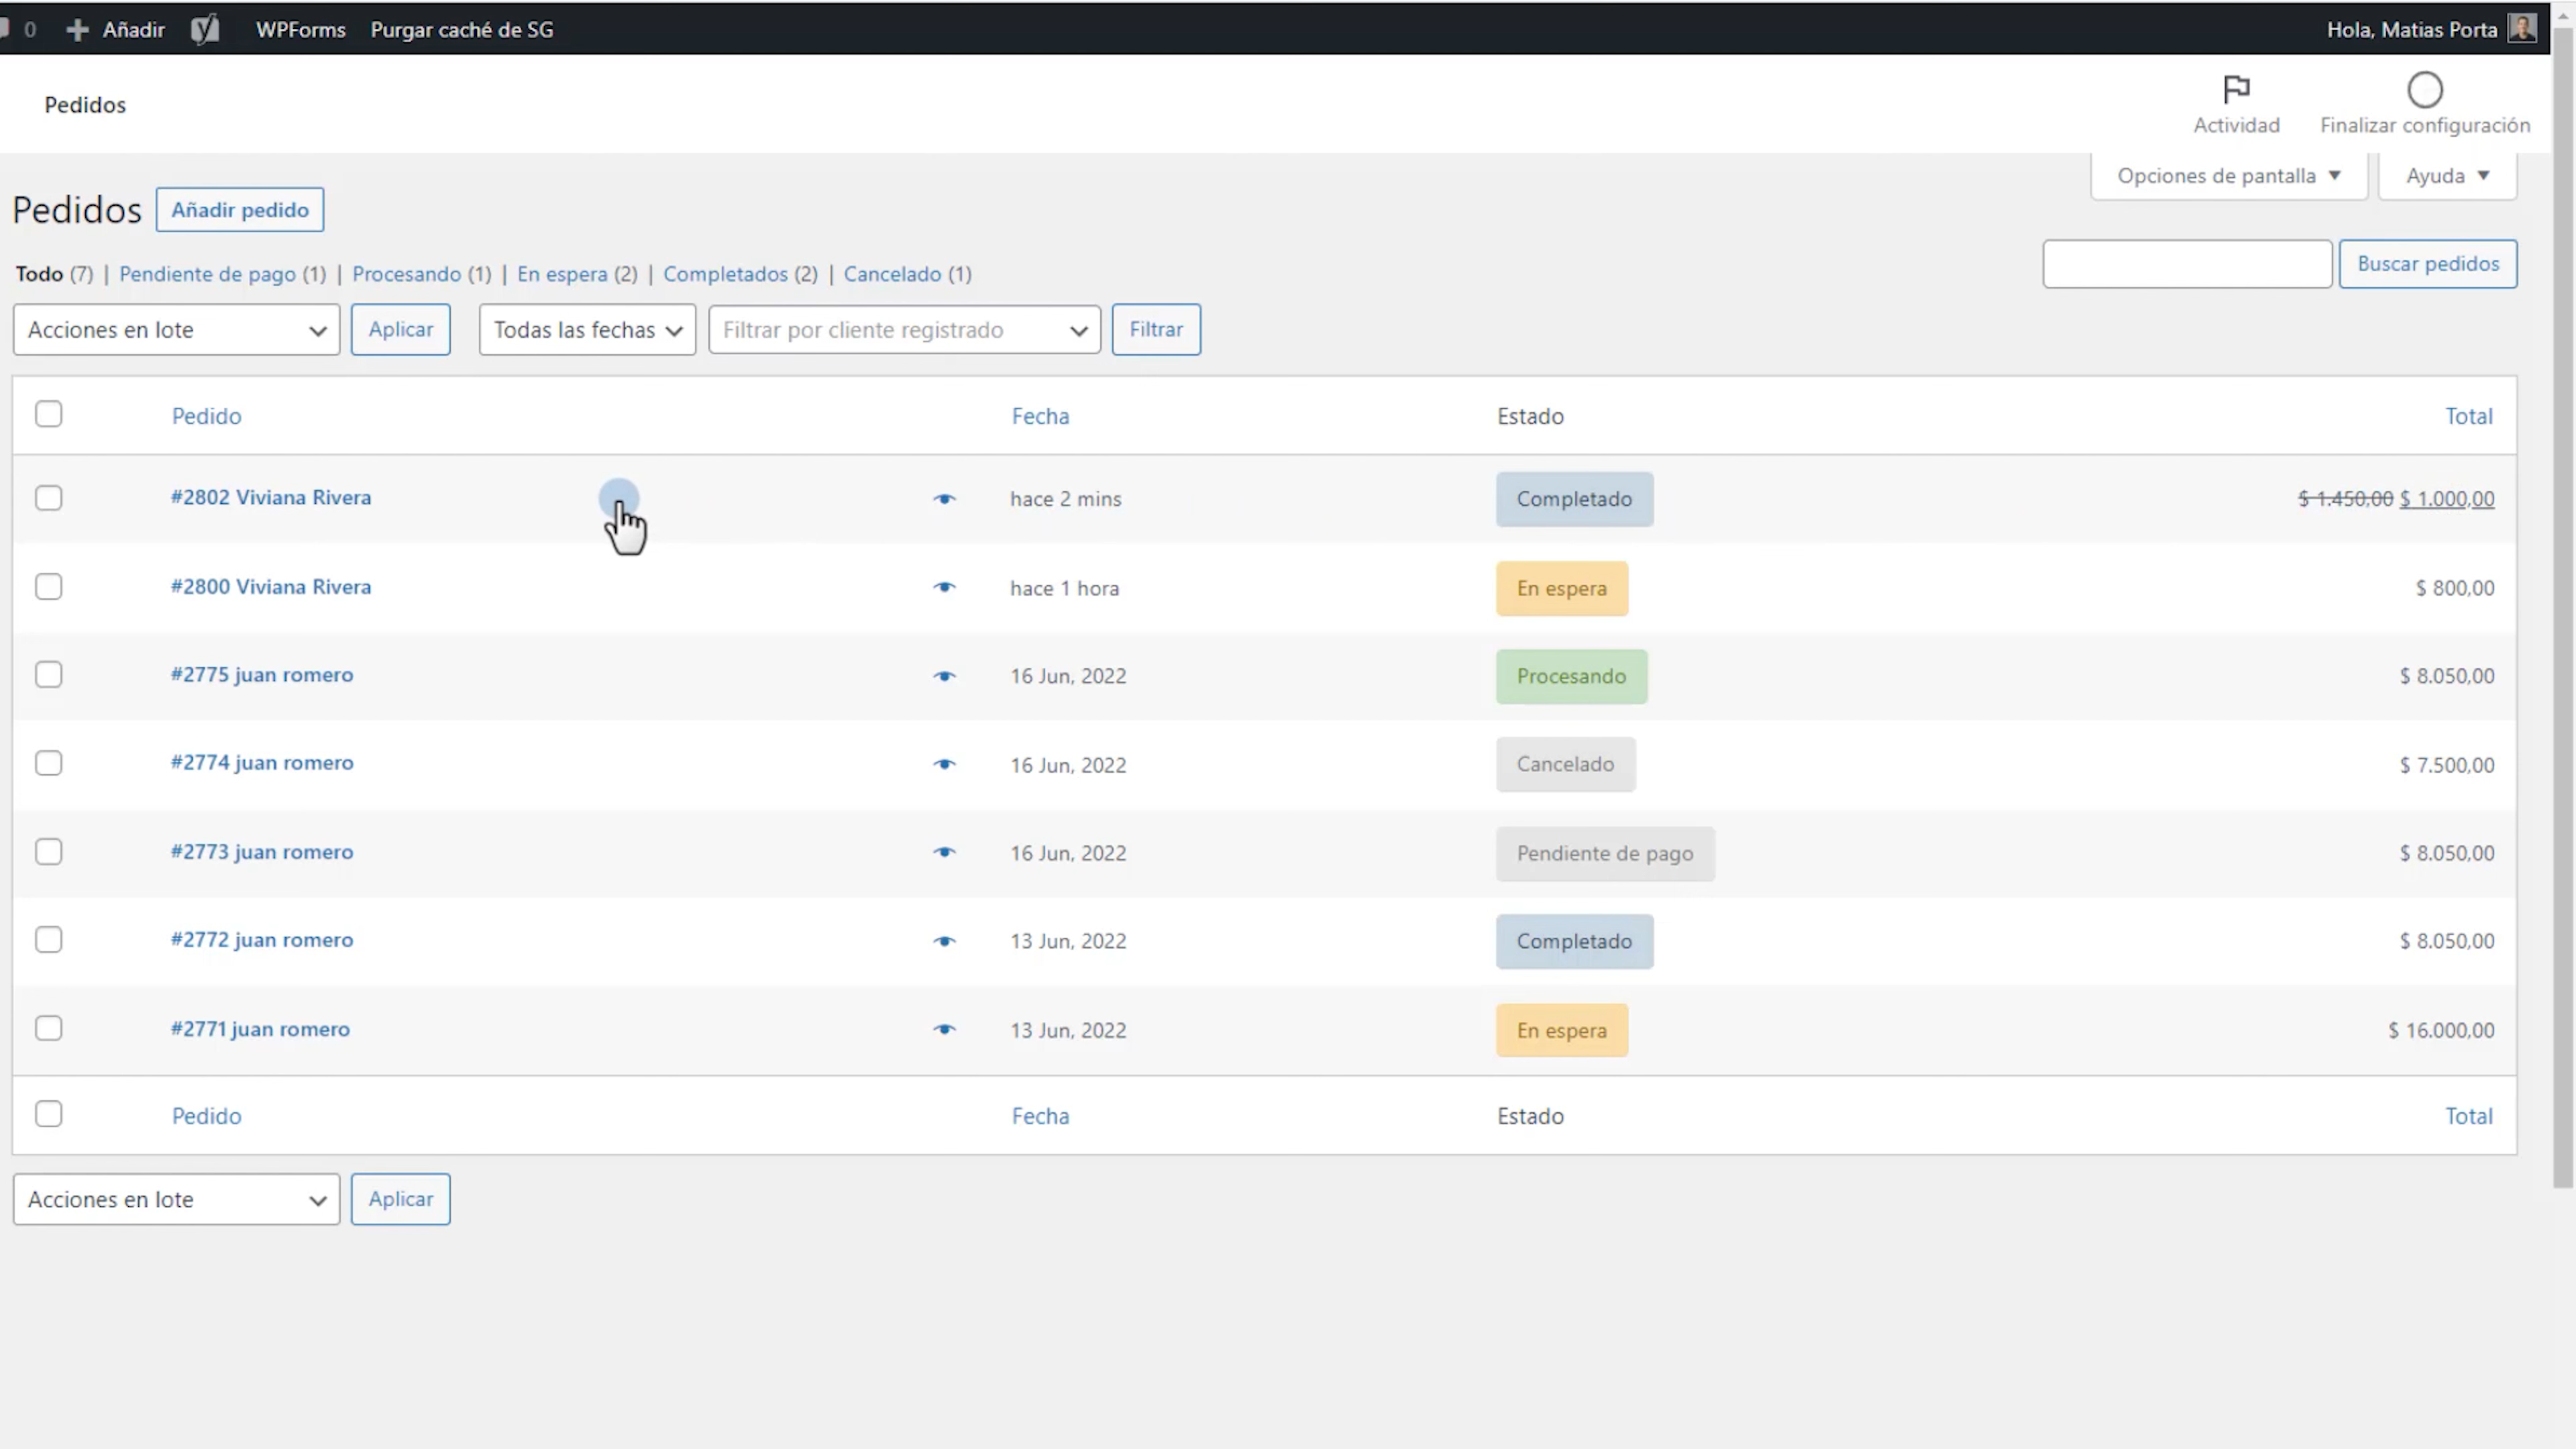 0 Añadir WPForms Purgar caché de SG Hola, Matias Porta
Pedidos
Actividad Finalizar configuración
Opciones de pantalla ▼ Ayuda ▼
Pedidos Añadir pedido
Todo (7) | Pendiente de pago (1) | Procesando (1) | En espera (2) | Completados (2) | Cancelado (1)
Buscar pedidos
Acciones en lote Aplicar Todas las fechas Filtrar por cliente registrado Filtrar
Pedido Fecha Estado Total
#2802 Viviana Rivera hace 2 mins Completado $ 1.450,00 $ 1.000,00
#2800 Viviana Rivera hace 1 hora En espera $ 800,00
#2775 juan romero 16 Jun, 2022 Procesando $ 8.050,00
#2774 juan romero 16 Jun, 2022 Cancelado $ 7.500,00
#2773 juan romero 16 Jun, 2022 Pendiente de pago $ 8.050,00
#2772 juan romero 13 Jun, 2022 Completado $ 8.050,00
#2771 juan romero 13 Jun, 2022 En espera $ 16.000,00
Pedido Fecha Estado Total
Acciones en lote Aplicar